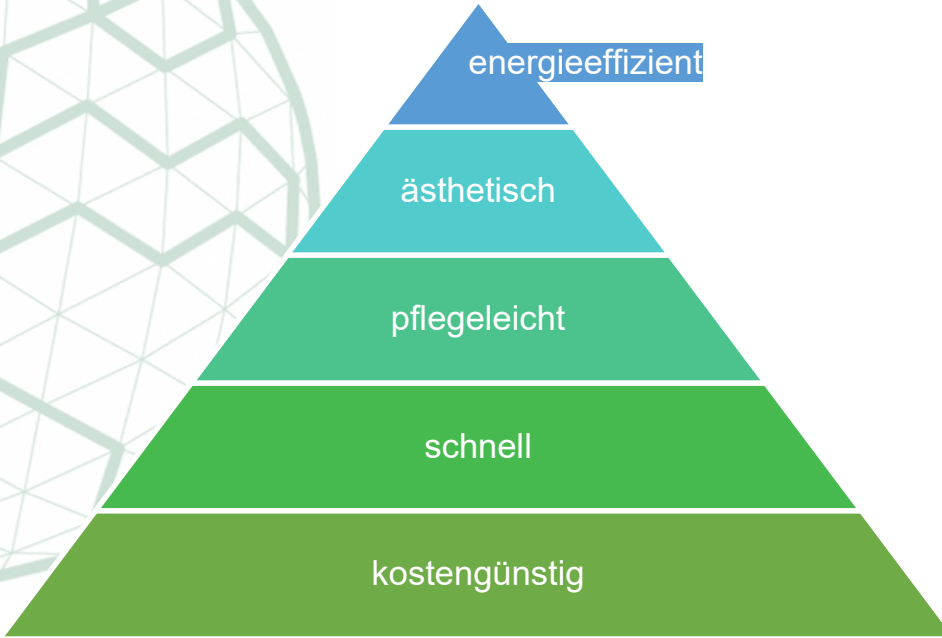 energieeffizient
ästhetisch
pflegeleicht
schnell
kostengünstig